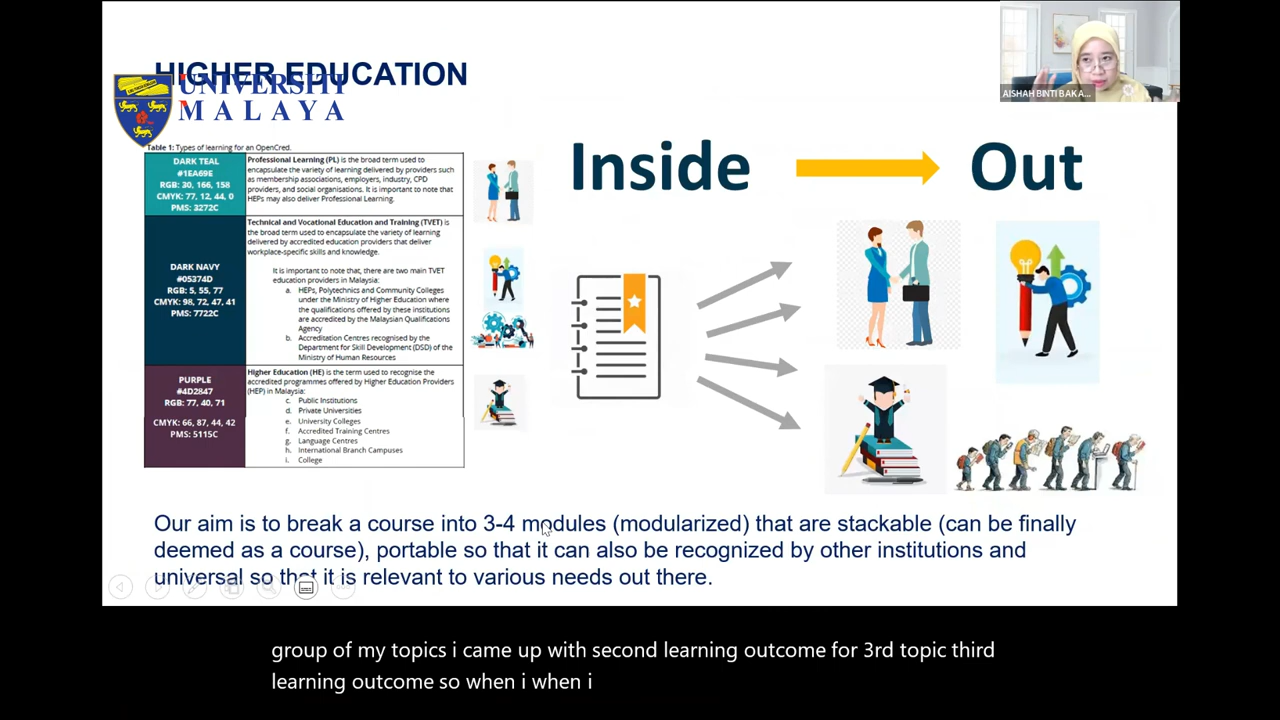 HIGHER EDUCATION
UNIVERSITI
MALAYA
AISHAH BINTI BAKA...
Table 1: Types of learning for an OpenCred.
DARK TEAL
#1EA69E
RGB: 30, 166, 158
CMYK: 77, 12, 44, 0
PMS: 3272C
Professional Learning (PL) is the broad term used to
encapsulate the variety of learning delivered by providers such
as membership associations, employers, industry, CPD
providers, and social organisations. It is important to note that
HEPs may also deliver Professional Learning.
DARK NAVY
#05374D
RGB: 5, 55, 77
CMYK: 98, 72, 47, 41
PMS: 7722C
Technical and Vocational Education and Training (TVET) is
the broad term used to encapsulate the variety of learning
delivered by accredited education providers that deliver
workplace-specific skills and knowledge.
It is important to note that, there are two main TVET
education providers in Malaysia:
a. HEPs, Polytechnics and Community Colleges
under the Ministry of Higher Education where
the qualifications offered by these institutions
are accredited by the Malaysian Qualifications
Agency
b. Accreditation Centres recognised by the
Department for Skill Development (DSD) of the
Ministry of Human Resources
PURPLE
#4D2847
RGB: 77, 40, 71
CMYK: 66, 87, 44, 42
PMS: 5115C
Higher Education (HE) is the term used to recognise the
accredited programmes offered by Higher Education Providers
(HEP) in Malaysia:
c. Public Institutions
d. Private Universities
e. University Colleges
f. Accredited Training Centres
g. Language Centres
h. International Branch Campuses
i. College
Inside
Out
Our aim is to break a course into 3-4 modules (modularized) that are stackable (can be finally
deemed as a course), portable so that it can also be recognized by other institutions and
universal so that it is relevant to various needs out there.
group of my topics i came up with second learning outcome for 3rd topic third
learning outcome so when i when i